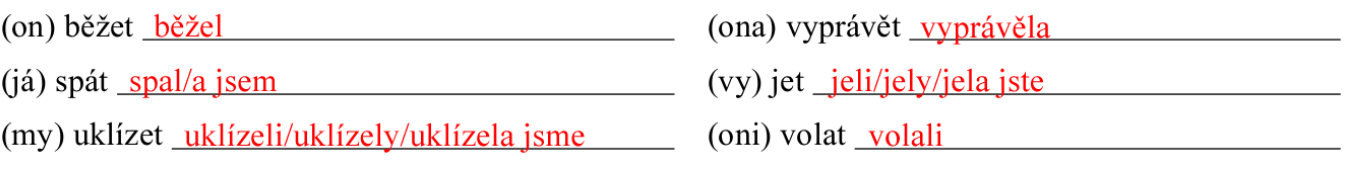 (on) běžet běžel (ona) vyprávět vyprávěla
(já) spát spal/a jsem (vy) jet jeli/jely/jela jste
(my) uklízet uklízeli/uklízely/uklízela jsme (oni) volat volali